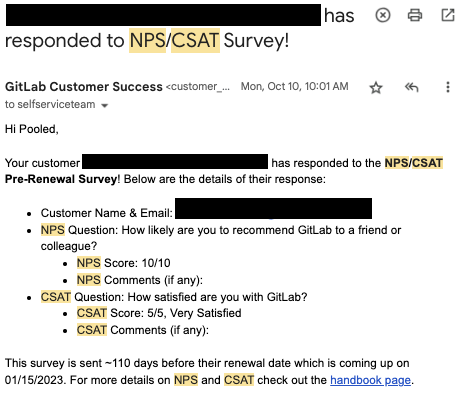 has
responded to NPS/CSAT Survey!
GitLab Customer Success <customer_... Mon, Oct 10, 10:01 AM
to selfserviceteam
Hi Pooled,
Your customer has responded to the NPS/CSAT
Pre-Renewal Survey! Below are the details of their response:
• Customer Name & Email:
• NPS Question: How likely are you to recommend GitLab to a friend or
colleague?
• NPS Score: 10/10
• NPS Comments (if any):
• CSAT Question: How satisfied are you with GitLab?
• CSAT Score: 5/5, Very Satisfied
• CSAT Comments (if any):
This survey is sent ~110 days before their renewal date which is coming up on
01/15/2023. For more details on NPS and CSAT check out the handbook page.